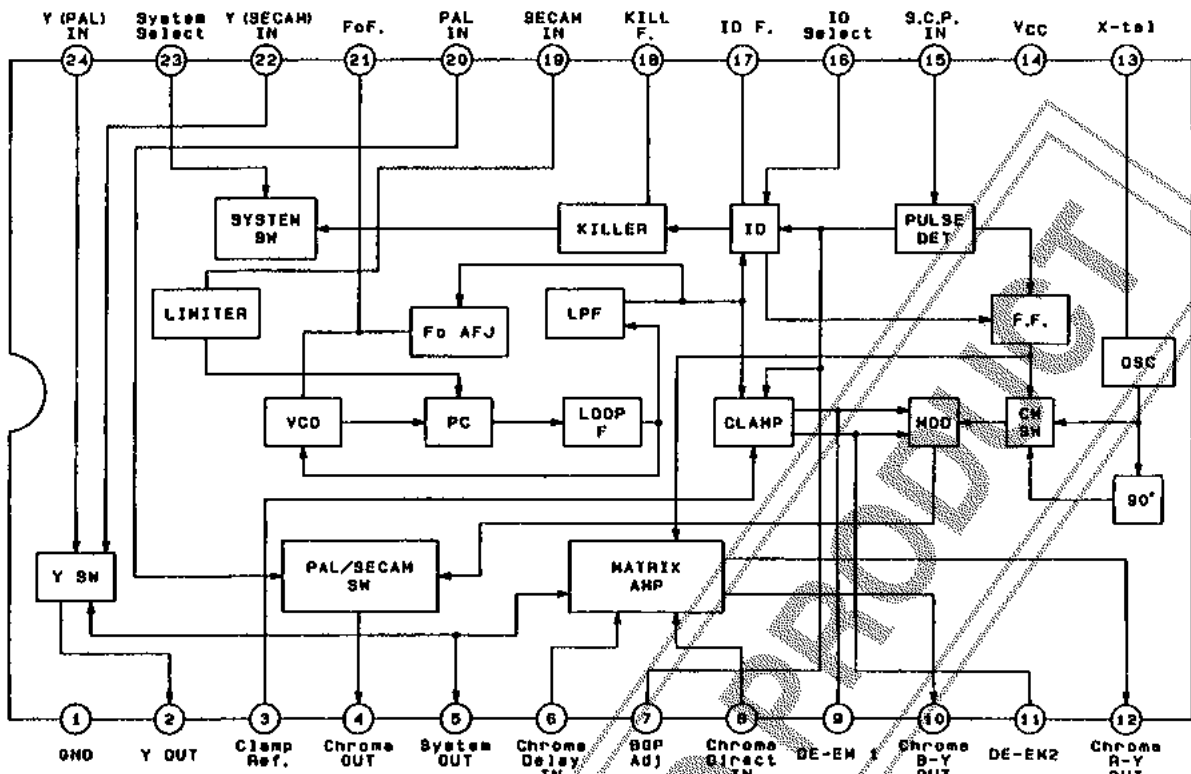 Y (PAL) IN
System Select
Y (SECAM) IN
FoF.
PAL IN
SECAM IN
KILL F.
ID F.
ID Select
S.C.P. IN
VCC
X-tal
24
23
22
21
20
19
18
17
16
15
14
13
SYSTEM SW
KILLER
ID
PULSE DET
LIMITER
Fo AFJ
LPF
F.F.
OSC
VCO
PC
LOOP F
CLAMP
MOD
CW SW
90°
Y SW
PAL/SECAM SW
MATRIX AMP
1
2
3
4
5
6
7
8
9
10
11
12
GND
Y OUT
Clamp Ref.
Chroma OUT
System OUT
Chroma Delay IN
BGP Adj
Chroma Direct IN
DE-EM 1
Chroma B-Y OUT
DE-EM2
Chroma R-Y OUT
PRODUCT